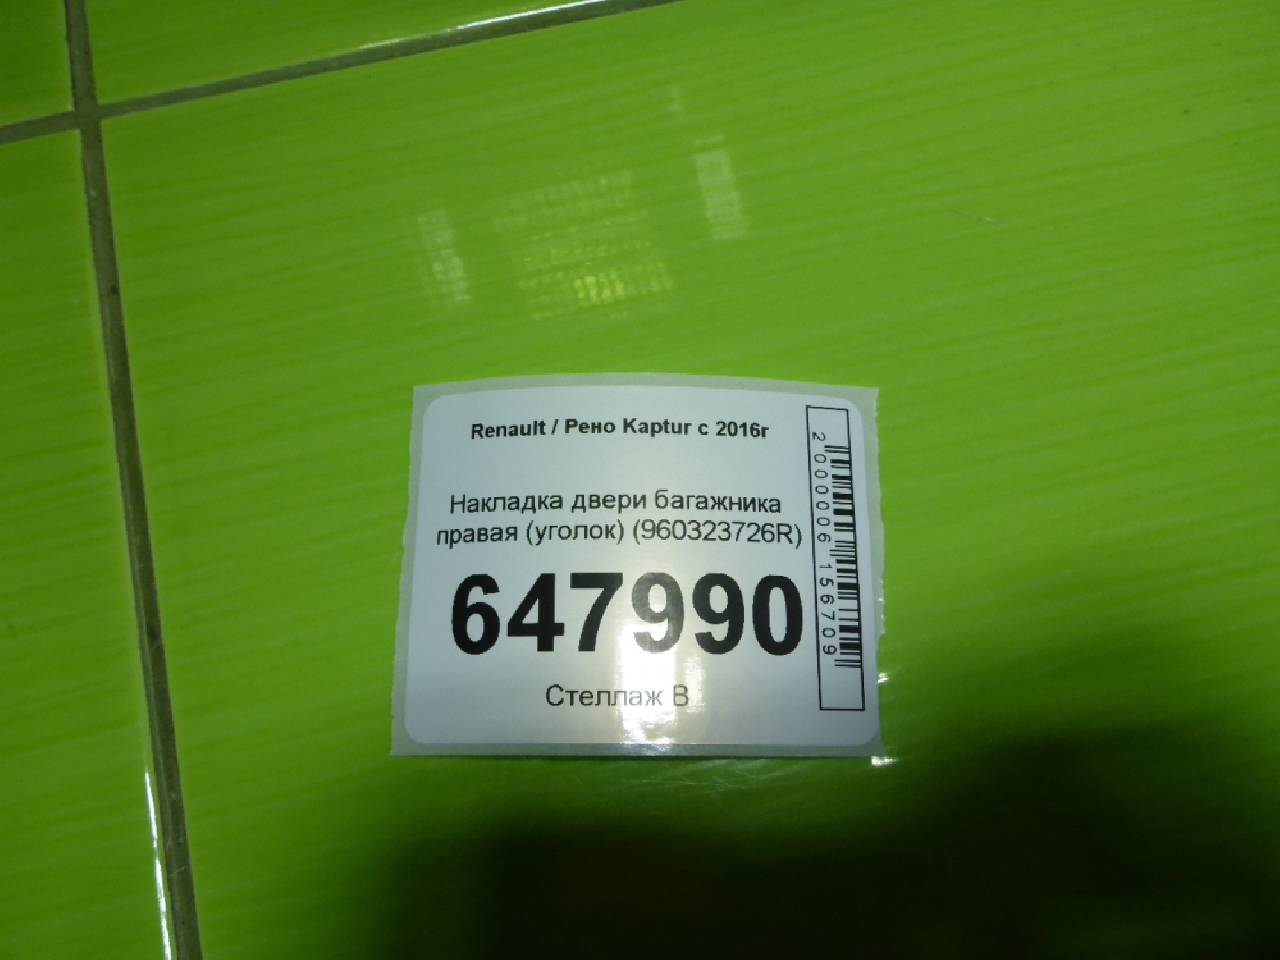 Renault / Рено Kaptur с 2016г
Накладка двери багажника
правая (уголок) (960323726R)
647990
Стеллаж В
2000006156709